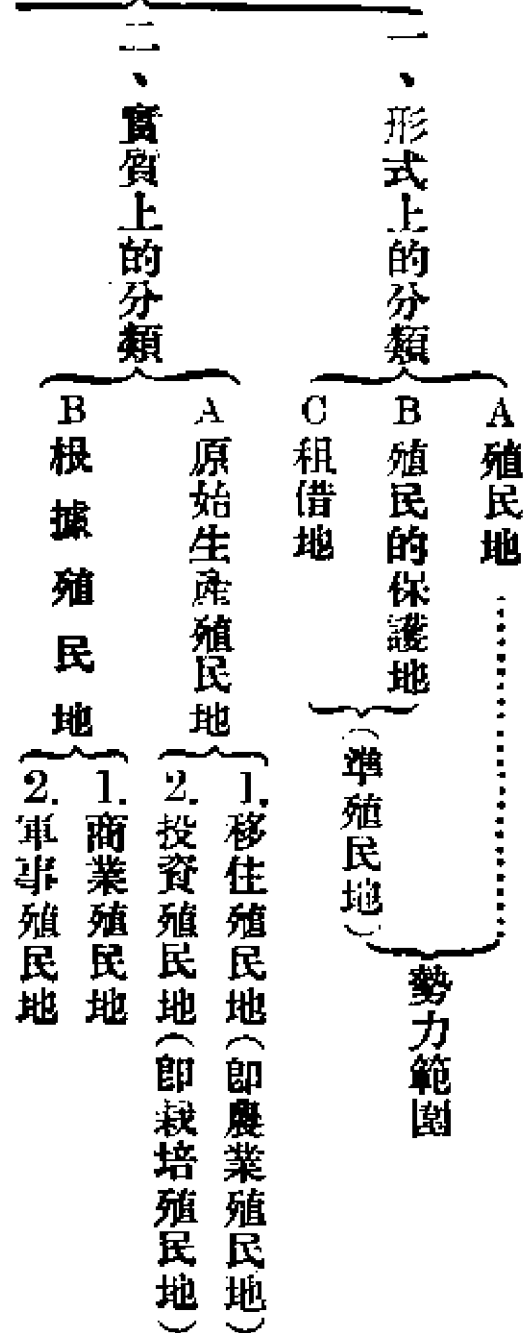 一、形式上的分類
A 殖民地
B 殖民的保護地
C 租借地
（準殖民地）
勢力範圍
二、實質上的分類
A 原始生產殖民地
1. 移住殖民地（即農業殖民地）
2. 投資殖民地（即栽培殖民地）
B 根據殖民地
1. 商業殖民地
2. 軍事殖民地